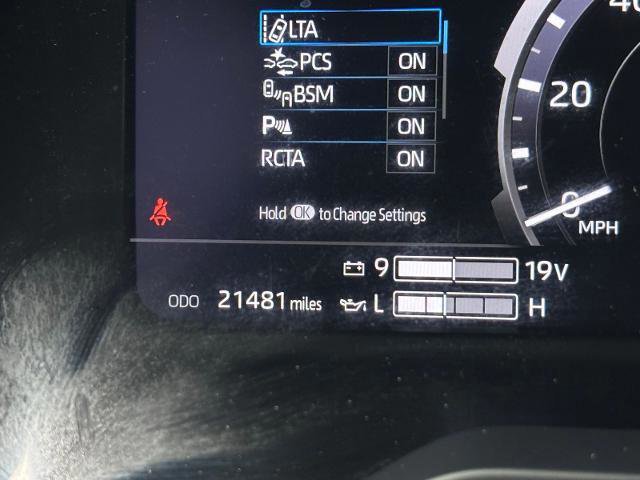 LTA
PCS ON
BSM ON
P ON
RCTA ON
Hold OK to Change Settings
20
0
MPH
9 19V
ODO 21481 miles L H